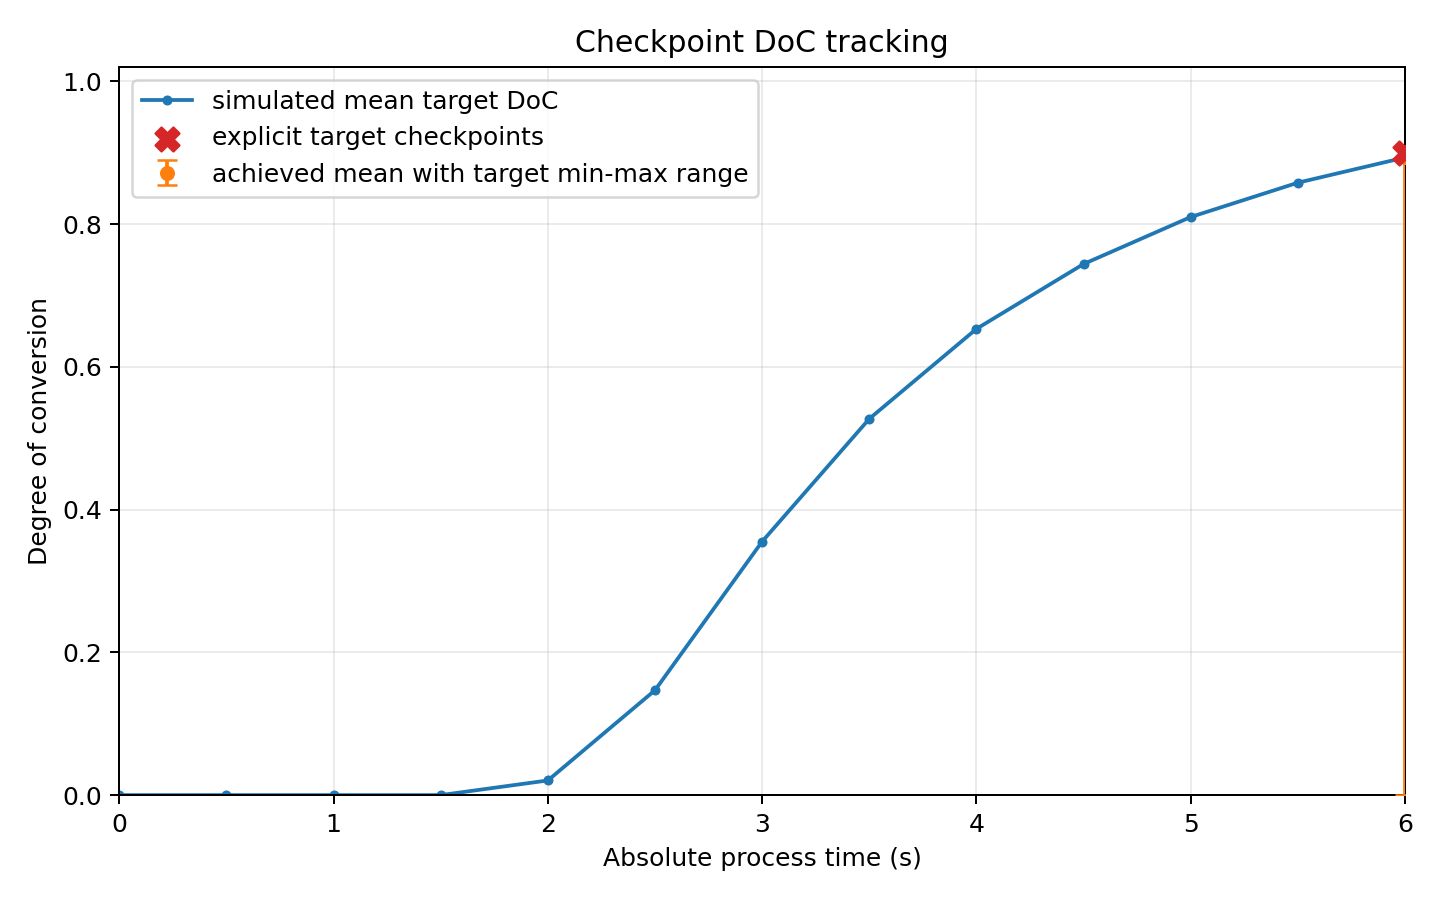 Checkpoint DoC tracking
simulated mean target DoC
explicit target checkpoints
achieved mean with target min-max range
Degree of conversion
1.0
0.8
0.6
0.4
0.2
0.0
0 1 2 3 4 5 6
Absolute process time (s)